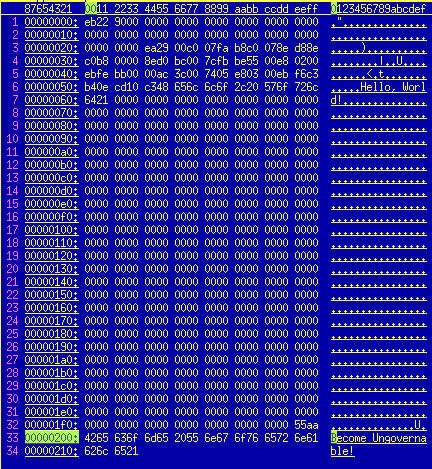 87654321 0011 2233 4455 6677 8899 aabb ccdd eeff 0123456789abcdef
1 00000000: eb22 9000 0000 0000 0000 0000 0000 0000 ."..............
2 00000010: 0000 0000 0000 0000 0000 0000 0000 0000 ................
3 00000020: 0000 0000 ea29 00c0 07fa b8c0 078e d88e .....)..........
4 00000030: c0b8 0000 8ed0 bc00 7cfb be55 00e8 0200 ........|..U....
5 00000040: ebfe bb00 00ac 3c00 7405 e803 00eb f6c3 ......<.t.......
6 00000050: b40e cd10 c348 656c 6c6f 2c20 576f 726c .....Hello, Worl
7 00000060: 6421 0000 0000 0000 0000 0000 0000 0000 d!..............
8 00000070: 0000 0000 0000 0000 0000 0000 0000 0000 ................
9 00000080: 0000 0000 0000 0000 0000 0000 0000 0000 ................
10 00000090: 0000 0000 0000 0000 0000 0000 0000 0000 ................
11 000000a0: 0000 0000 0000 0000 0000 0000 0000 0000 ................
12 000000b0: 0000 0000 0000 0000 0000 0000 0000 0000 ................
13 000000c0: 0000 0000 0000 0000 0000 0000 0000 0000 ................
14 000000d0: 0000 0000 0000 0000 0000 0000 0000 0000 ................
15 000000e0: 0000 0000 0000 0000 0000 0000 0000 0000 ................
16 000000f0: 0000 0000 0000 0000 0000 0000 0000 0000 ................
17 00000100: 0000 0000 0000 0000 0000 0000 0000 0000 ................
18 00000110: 0000 0000 0000 0000 0000 0000 0000 0000 ................
19 00000120: 0000 0000 0000 0000 0000 0000 0000 0000 ................
20 00000130: 0000 0000 0000 0000 0000 0000 0000 0000 ................
21 00000140: 0000 0000 0000 0000 0000 0000 0000 0000 ................
22 00000150: 0000 0000 0000 0000 0000 0000 0000 0000 ................
23 00000160: 0000 0000 0000 0000 0000 0000 0000 0000 ................
24 00000170: 0000 0000 0000 0000 0000 0000 0000 0000 ................
25 00000180: 0000 0000 0000 0000 0000 0000 0000 0000 ................
26 00000190: 0000 0000 0000 0000 0000 0000 0000 0000 ................
27 000001a0: 0000 0000 0000 0000 0000 0000 0000 0000 ................
28 000001b0: 0000 0000 0000 0000 0000 0000 0000 0000 ................
29 000001c0: 0000 0000 0000 0000 0000 0000 0000 0000 ................
30 000001d0: 0000 0000 0000 0000 0000 0000 0000 0000 ................
31 000001e0: 0000 0000 0000 0000 0000 0000 0000 0000 ................
32 000001f0: 0000 0000 0000 0000 0000 0000 0000 55aa ..............U.
33 00000200: 4265 636f 6d65 2055 6e67 6f76 6572 6e61 Become Ungoverna
34 00000210: 626c 6521 ble!